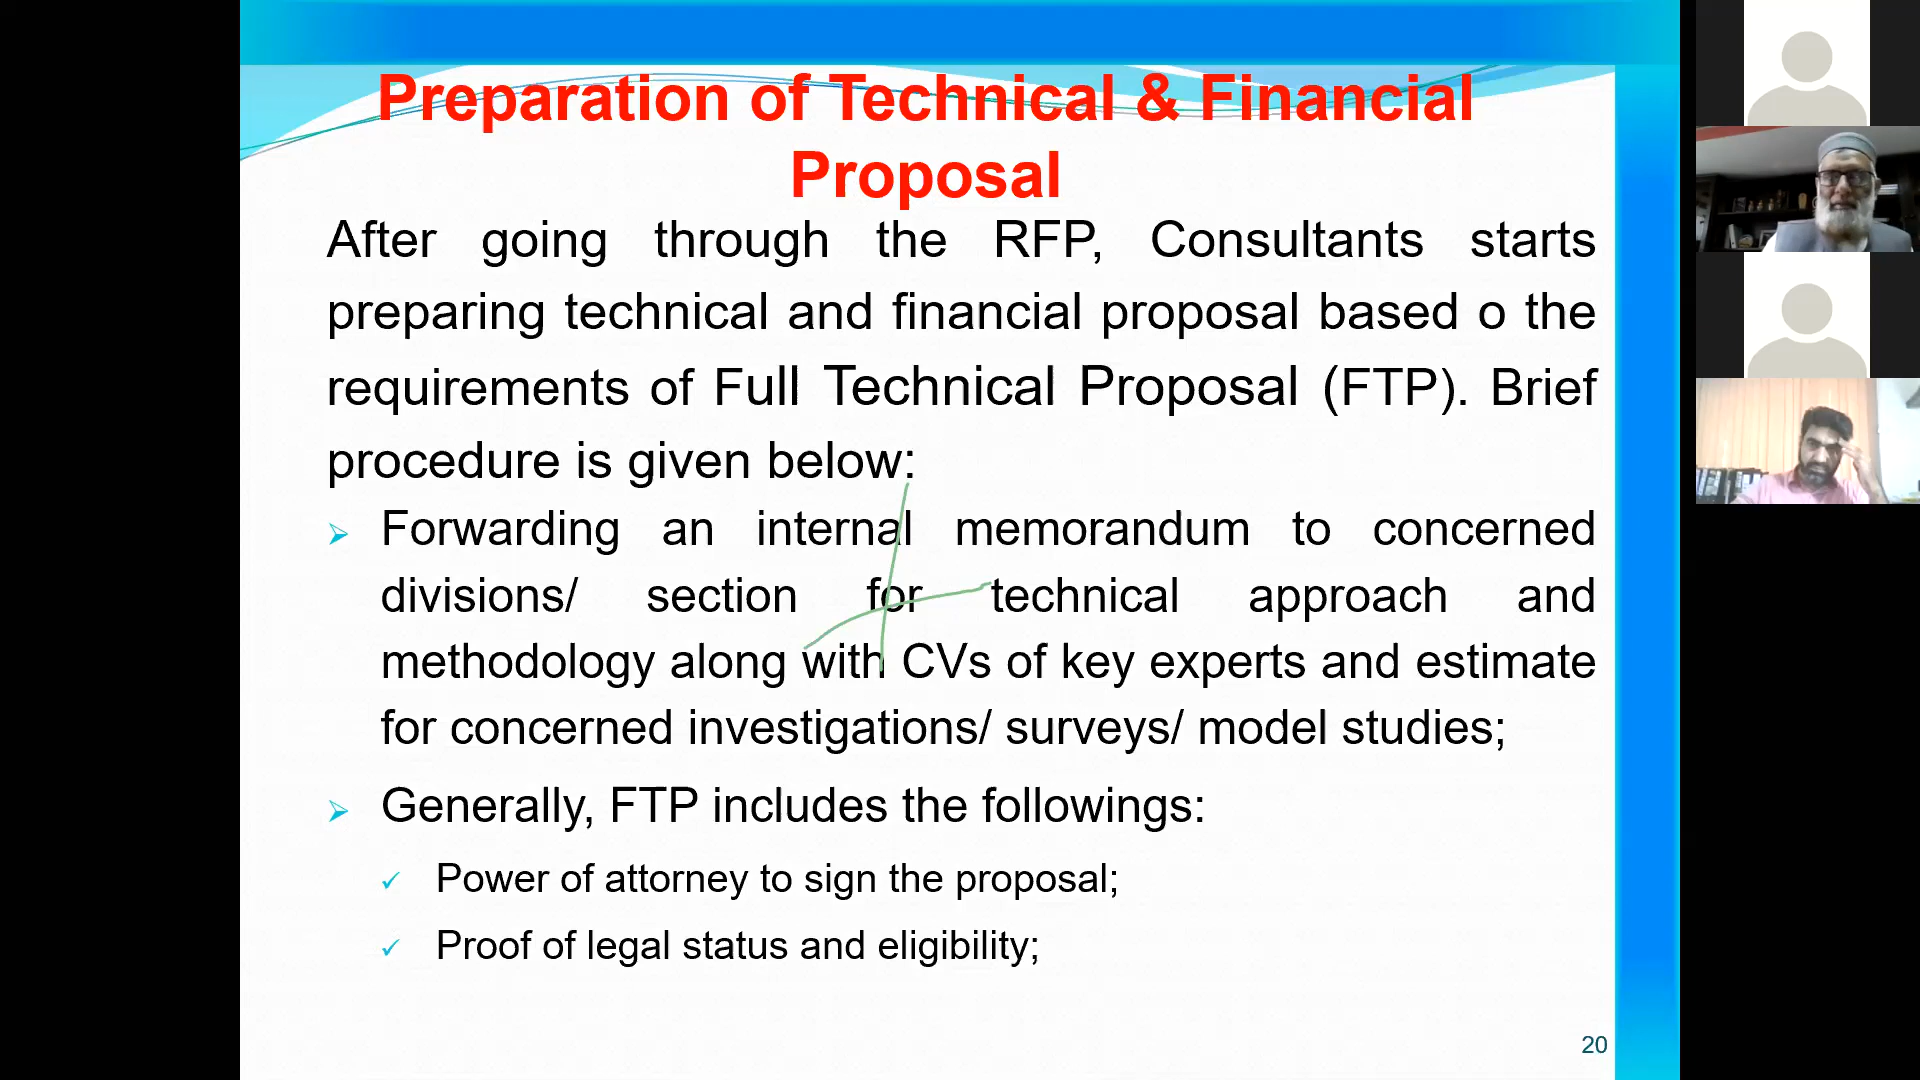 Preparation of Technical & Financial
Proposal
After going through the RFP, Consultants starts
preparing technical and financial proposal based o the
requirements of Full Technical Proposal (FTP). Brief
procedure is given below:
Forwarding an internal memorandum to concerned
divisions/ section for technical approach and
methodology along with CVs of key experts and estimate
for concerned investigations/ surveys/ model studies;
Generally, FTP includes the followings:
Power of attorney to sign the proposal;
Proof of legal status and eligibility;
20